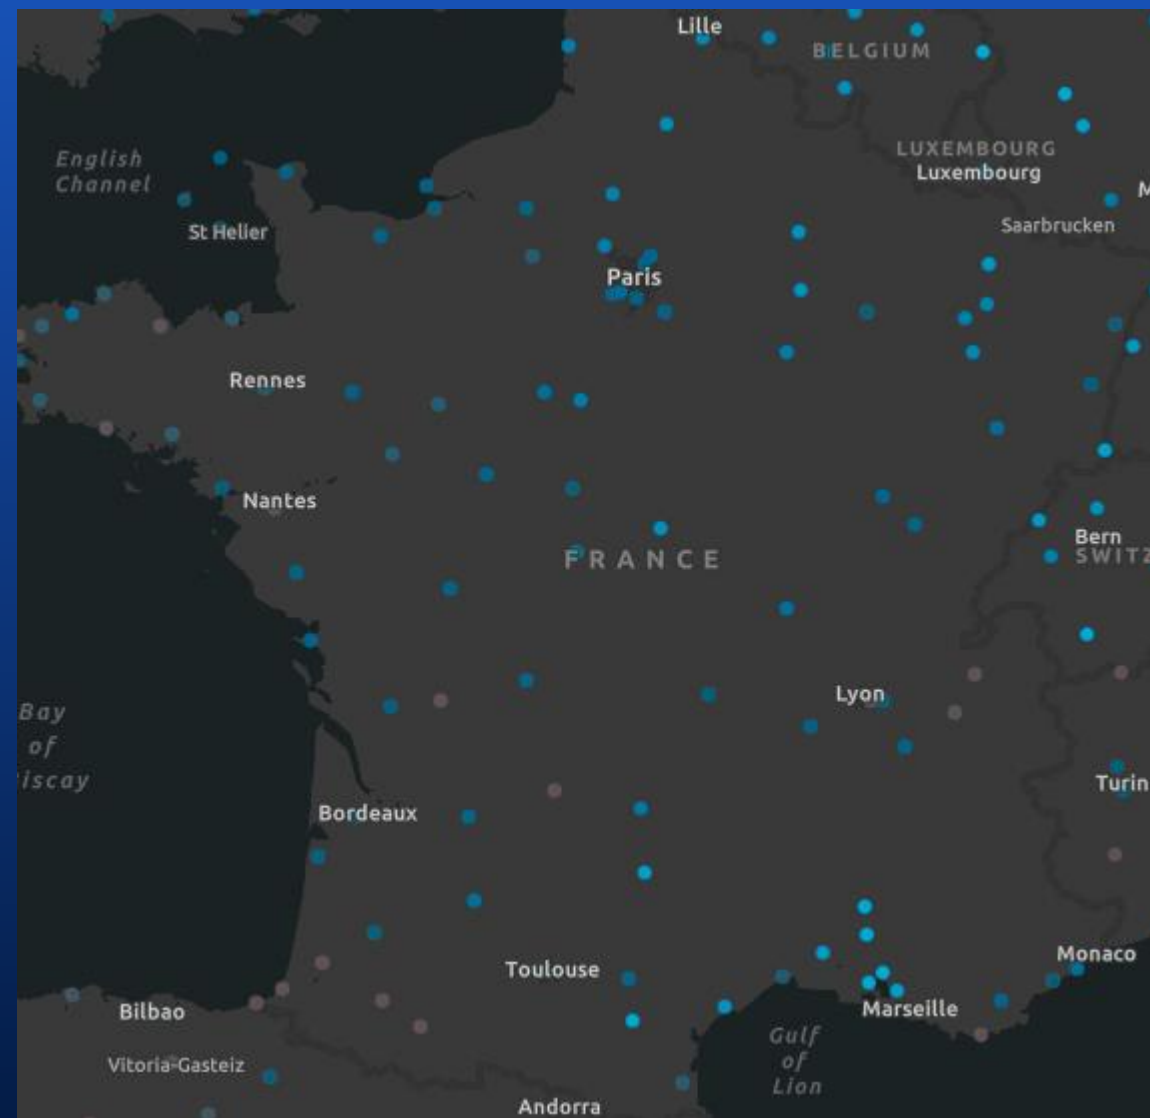 Lille
BELGIUM
English
Channel
LUXEMBOURG
Luxembourg
M
St Helier
Saarbrucken
Paris
Rennes
Nantes
Bern
SWITZ
FRANCE
Lyon
Bay
of
iscay
Turin
Bordeaux
Monaco
Toulouse
Bilbao
Marseille
Gulf
of
Lion
Vitoria-Gasteiz
Andorra